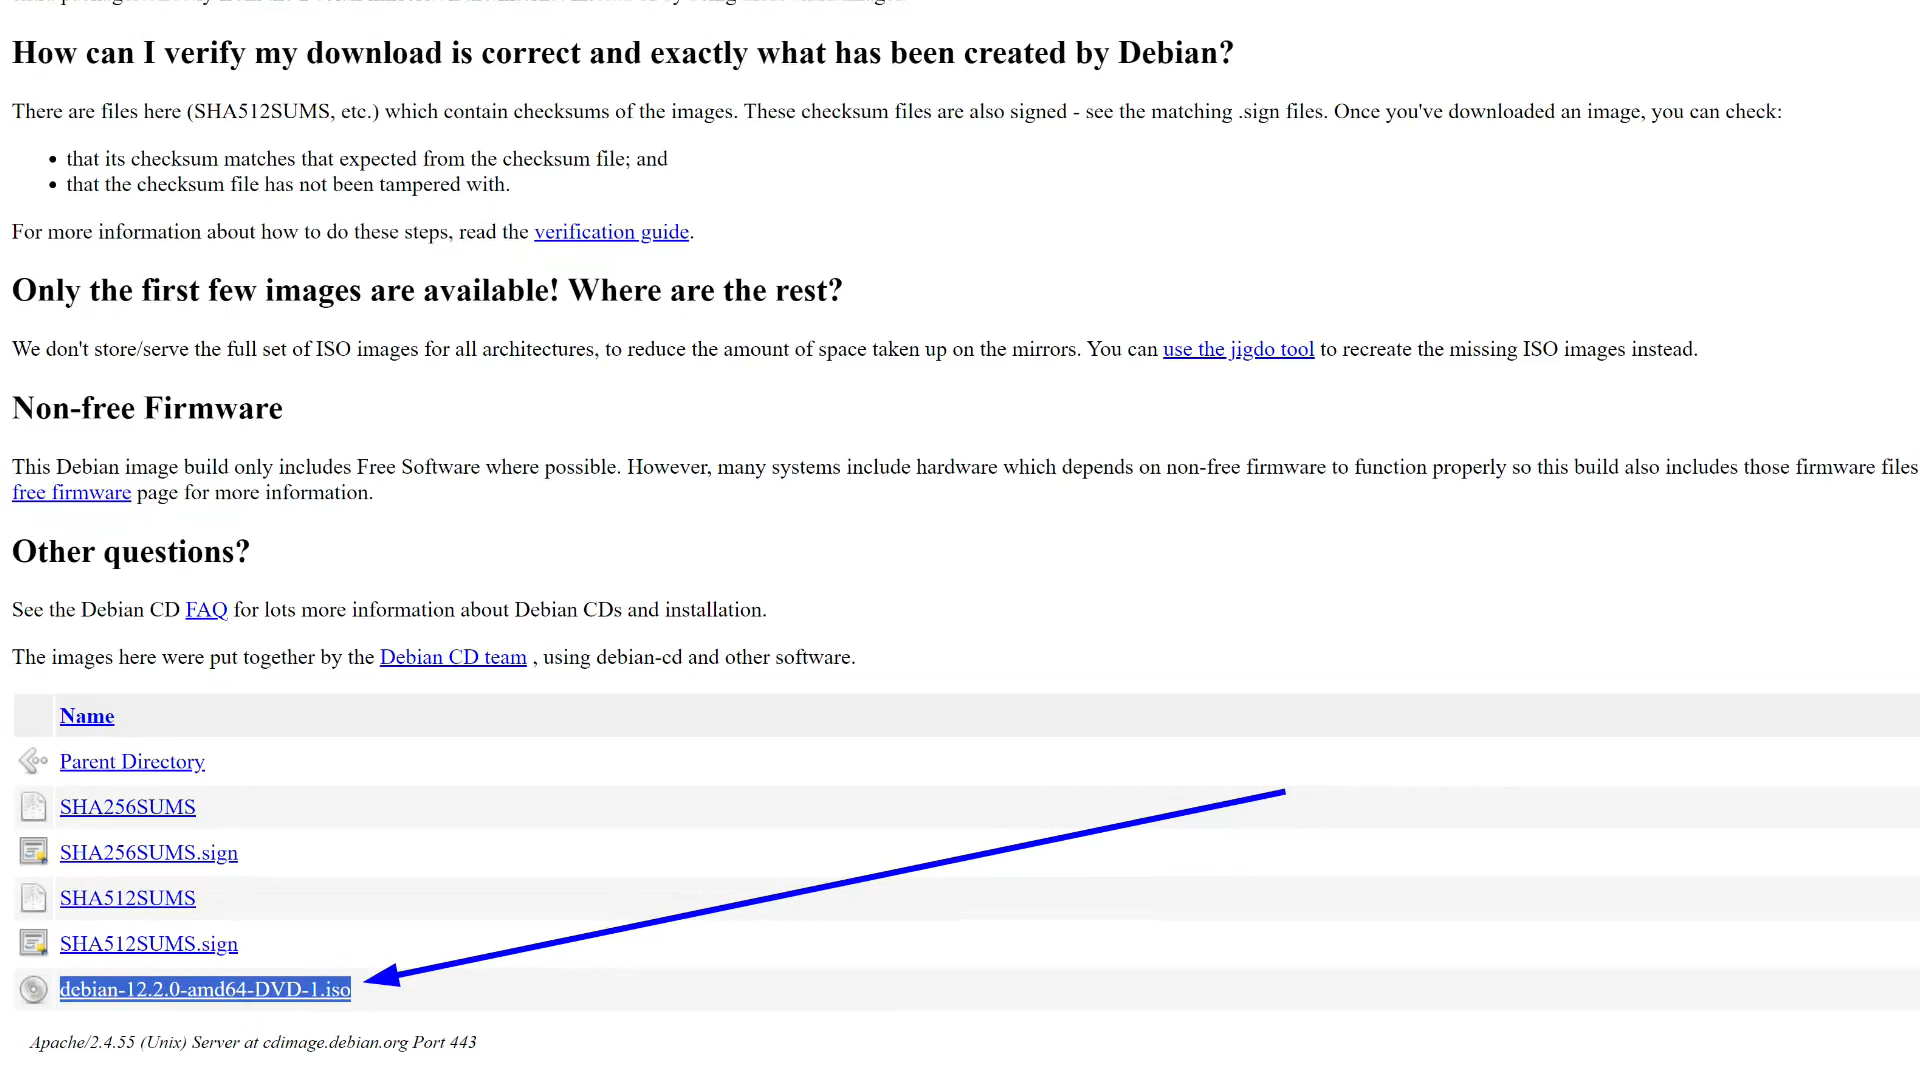 How can I verify my download is correct and exactly what has been created by Debian?
There are files here (SHA512SUMS, etc.) which contain checksums of the images. These checksum files are also signed - see the matching .sign files. Once you've downloaded an image, you can check:
• that its checksum matches that expected from the checksum file; and
• that the checksum file has not been tampered with.
For more information about how to do these steps, read the verification guide.
Only the first few images are available! Where are the rest?
We don't store/serve the full set of ISO images for all architectures, to reduce the amount of space taken up on the mirrors. You can use the jigdo tool to recreate the missing ISO images instead.
Non-free Firmware
This Debian image build only includes Free Software where possible. However, many systems include hardware which depends on non-free firmware to function properly so this build also includes those firmware files
free firmware page for more information.
Other questions?
See the Debian CD FAQ for lots more information about Debian CDs and installation.
The images here were put together by the Debian CD team , using debian-cd and other software.
Name
Parent Directory
SHA256SUMS
SHA256SUMS.sign
SHA512SUMS
SHA512SUMS.sign
debian-12.2.0-amd64-DVD-1.iso
Apache/2.4.55 (Unix) Server at cdimage.debian.org Port 443